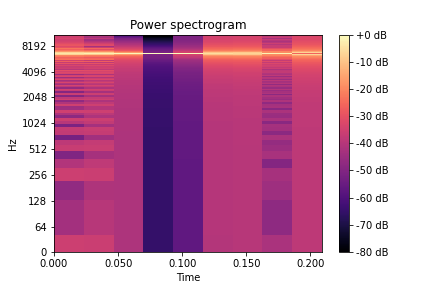 Power spectrogram
8192
4096
2048
1024
512
256
128
64
0
Hz
0.000
0.050
0.100
0.150
0.200
Time
+0 dB
-10 dB
-20 dB
-30 dB
-40 dB
-50 dB
-60 dB
-70 dB
-80 dB